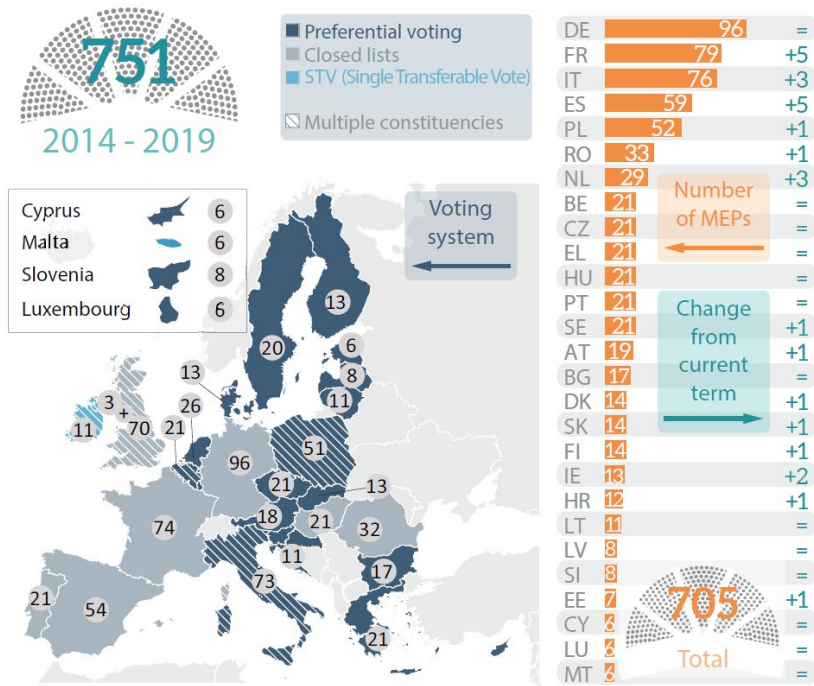 751
2014 - 2019
Preferential voting
Closed lists
STV (Single Transferable Vote)
Multiple constituencies
Cyprus 6
Malta 6
Slovenia 8
Luxembourg 6
Voting
system
13
20
6
13
8
3
26
11
+
11
70
21
51
96
21
13
74
18
21
32
11
17
73
21
54
21
DE 96 =
FR 79 +5
IT 76 +3
ES 59 +5
PL 52 +1
RO 33 +1
NL 29 +3
BE 21 =
CZ 21 =
EL 21 =
HU 21 =
PT 21 =
SE 21 +1
AT 19 +1
BG 17 =
DK 14 +1
SK 14 +1
FI 14 +1
IE 13 +2
HR 12 +1
LT 11 =
LV 8 =
SI 8 =
EE 7 +1
CY 6 =
LU 6 =
MT 6 =
Number
of MEPs
Change
from
current
term
705
Total